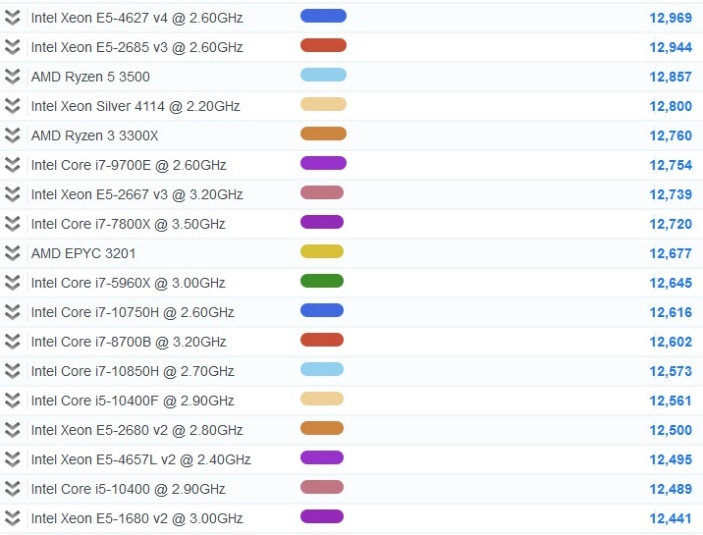 Intel Xeon E5-4627 v4 @ 2.60GHz 12,969
Intel Xeon E5-2685 v3 @ 2.60GHz 12,944
AMD Ryzen 5 3500 12,857
Intel Xeon Silver 4114 @ 2.20GHz 12,800
AMD Ryzen 3 3300X 12,760
Intel Core i7-9700E @ 2.60GHz 12,754
Intel Xeon E5-2667 v3 @ 3.20GHz 12,739
Intel Core i7-7800X @ 3.50GHz 12,720
AMD EPYC 3201 12,677
Intel Core i7-5960X @ 3.00GHz 12,645
Intel Core i7-10750H @ 2.60GHz 12,616
Intel Core i7-8700B @ 3.20GHz 12,602
Intel Core i7-10850H @ 2.70GHz 12,573
Intel Core i5-10400F @ 2.90GHz 12,561
Intel Xeon E5-2680 v2 @ 2.80GHz 12,500
Intel Xeon E5-4657L v2 @ 2.40GHz 12,495
Intel Core i5-10400 @ 2.90GHz 12,489
Intel Xeon E5-1680 v2 @ 3.00GHz 12,441